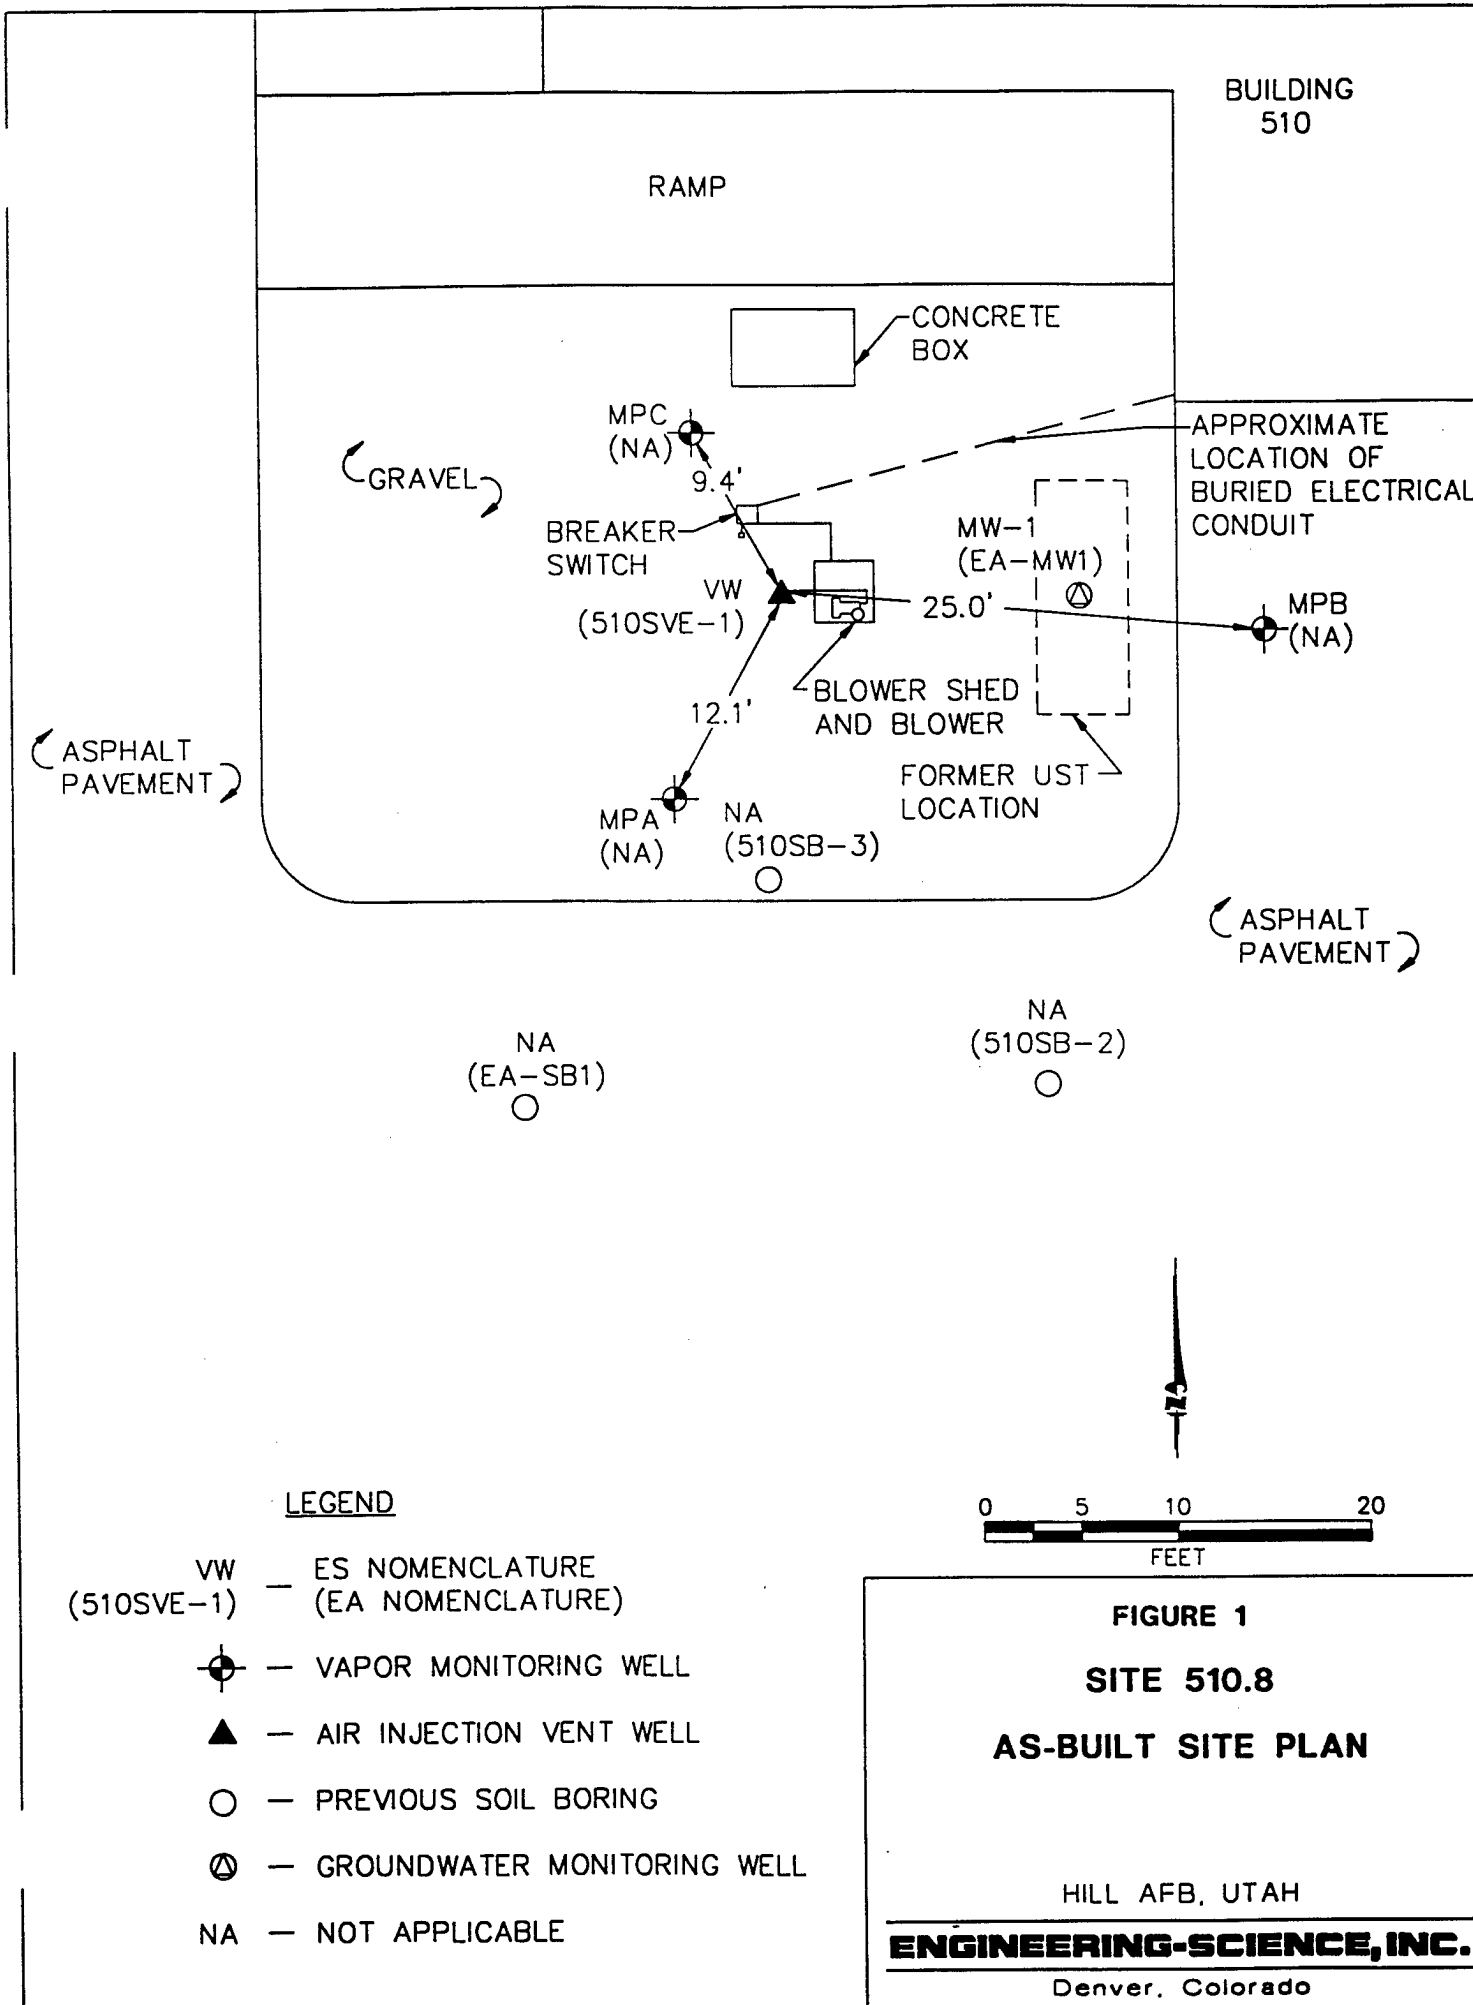 BUILDING
510
RAMP
CONCRETE
BOX
MPC
(NA)
9.4'
GRAVEL
APPROXIMATE
LOCATION OF
BURIED ELECTRICAL
CONDUIT
BREAKER
SWITCH
MW-1
(EA-MW1)
VW
(510SVE-1)
25.0'
MPB
(NA)
BLOWER SHED
AND BLOWER
12.1'
ASPHALT
PAVEMENT
FORMER UST
LOCATION
MPA
(NA)
NA
(510SB-3)
ASPHALT
PAVEMENT
NA
(510SB-2)
NA
(EA-SB1)
N
LEGEND
VW
(510SVE-1)
— ES NOMENCLATURE
(EA NOMENCLATURE)
— VAPOR MONITORING WELL
— AIR INJECTION VENT WELL
— PREVIOUS SOIL BORING
— GROUNDWATER MONITORING WELL
NA — NOT APPLICABLE
0 5 10 20
FEET
FIGURE 1
SITE 510.8
AS-BUILT SITE PLAN
HILL AFB, UTAH
ENGINEERING-SCIENCE, INC.
Denver, Colorado